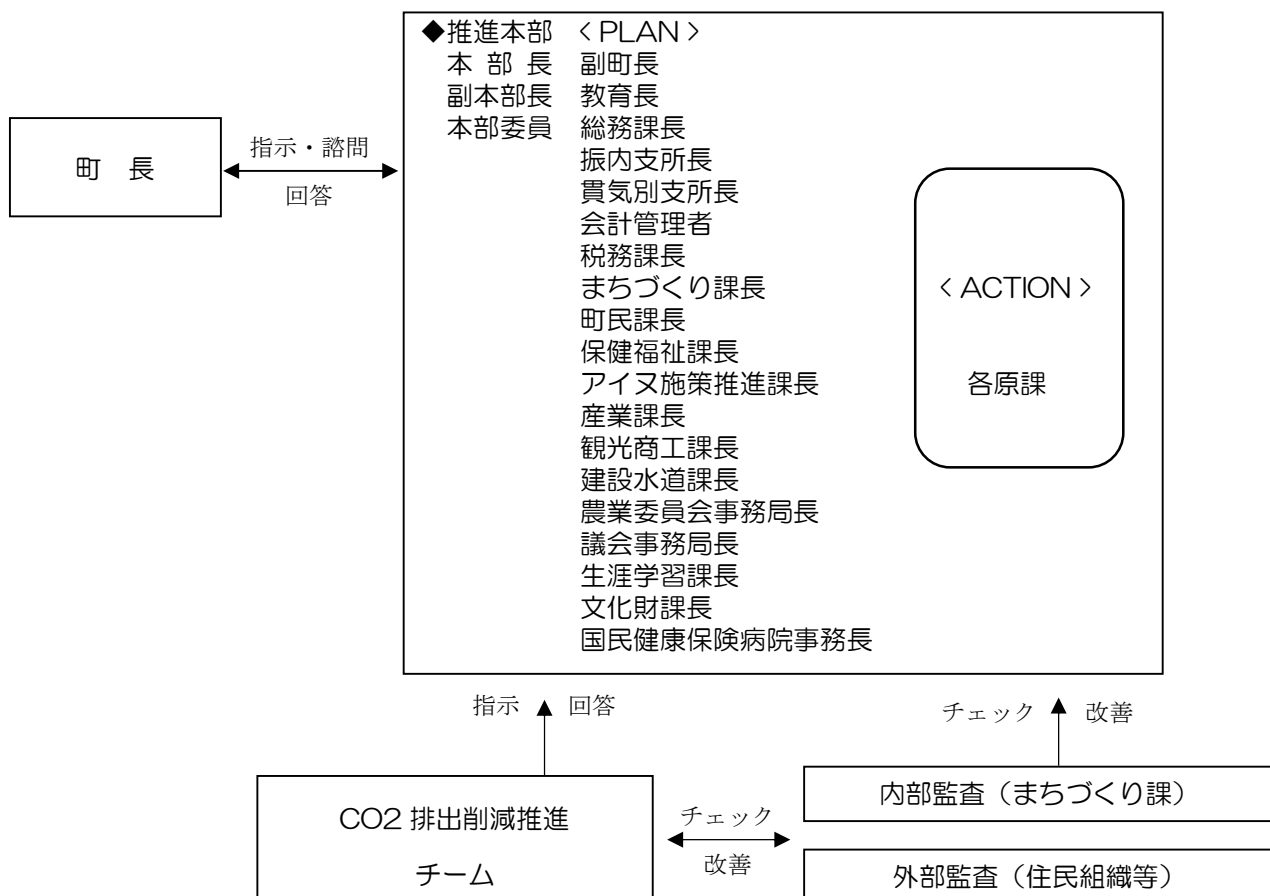 ◆推進本部 <PLAN>
本 部 長 副町長
副本部長 教育長
本部委員 総務課長
振内支所長
貫気別支所長
会計管理者
税務課長
まちづくり課長
町民課長
保健福祉課長
アイヌ施策推進課長
産業課長
観光商工課長
建設水道課長
農業委員会事務局長
議会事務局長
生涯学習課長
文化財課長
国民健康保険病院事務長
町 長
指示・諮問
回答
<ACTION>
各原課
指示 回答
チェック 改善
CO2 排出削減推進
チーム
チェック
改善
内部監査(まちづくり課)
外部監査(住民組織等)